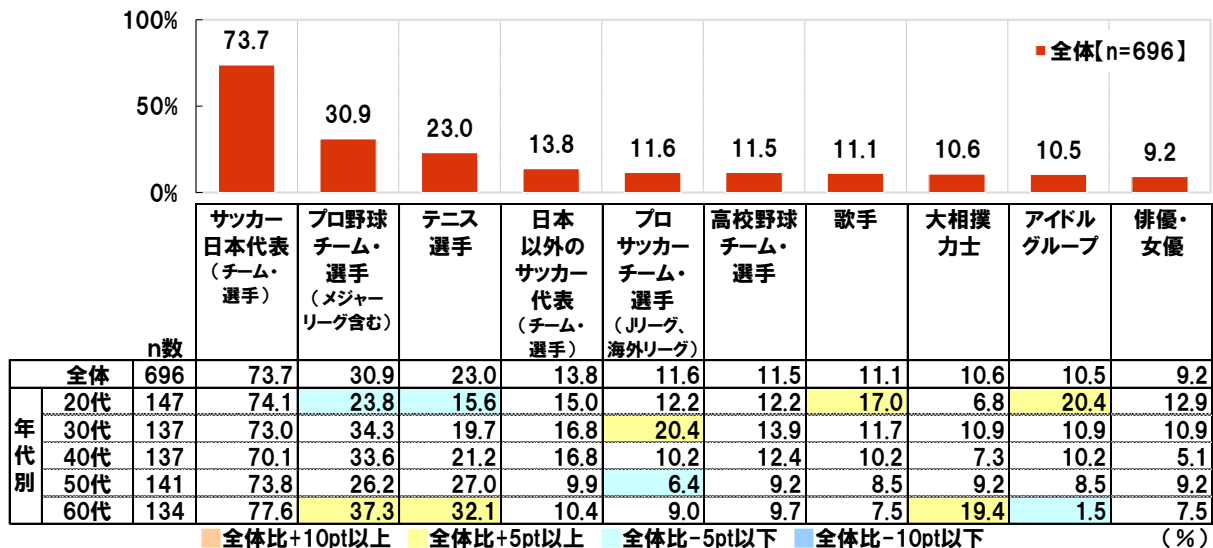 100%
50%
0%
73.7
30.9
23.0
13.8
11.6
11.5
11.1
10.6
10.5
9.2
全体【n=696】
サッカー
日本代表
(チーム・
選手)
プロ野球
チーム・
選手
(メジャー
リーグ含む)
テニス
選手
日本
以外の
サッカー
代表
(チーム・
選手)
プロ
サッカー
チーム・
選手
(Jリーグ、
海外リーグ)
高校野球
チーム・
選手
歌手
大相撲
力士
アイドル
グループ
俳優・
女優
n数
全体 696 73.7 30.9 23.0 13.8 11.6 11.5 11.1 10.6 10.5 9.2
年代別
20代 147 74.1 23.8 15.6 15.0 12.2 12.2 17.0 6.8 20.4 12.9
30代 137 73.0 34.3 19.7 16.8 20.4 13.9 11.7 10.9 10.9 10.9
40代 137 70.1 33.6 21.2 16.8 10.2 12.4 10.2 7.3 10.2 5.1
50代 141 73.8 26.2 27.0 9.9 6.4 9.2 8.5 9.2 8.5 9.2
60代 134 77.6 37.3 32.1 10.4 9.0 9.7 7.5 19.4 1.5 7.5
全体比+10pt以上 全体比+5pt以上 全体比-5pt以下 全体比-10pt以下 (%)